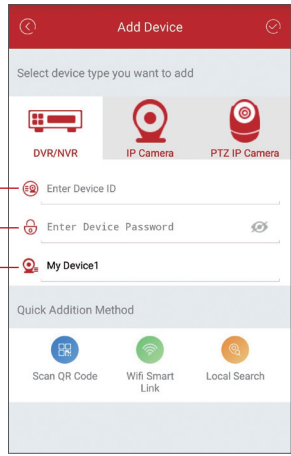 Add Device
Select device type you want to add
DVR/NVR IP Camera PTZ IP Camera
Enter Device ID
Enter Device Password
My Device1
Quick Addition Method
Scan QR Code Wifi Smart Local Search
Link